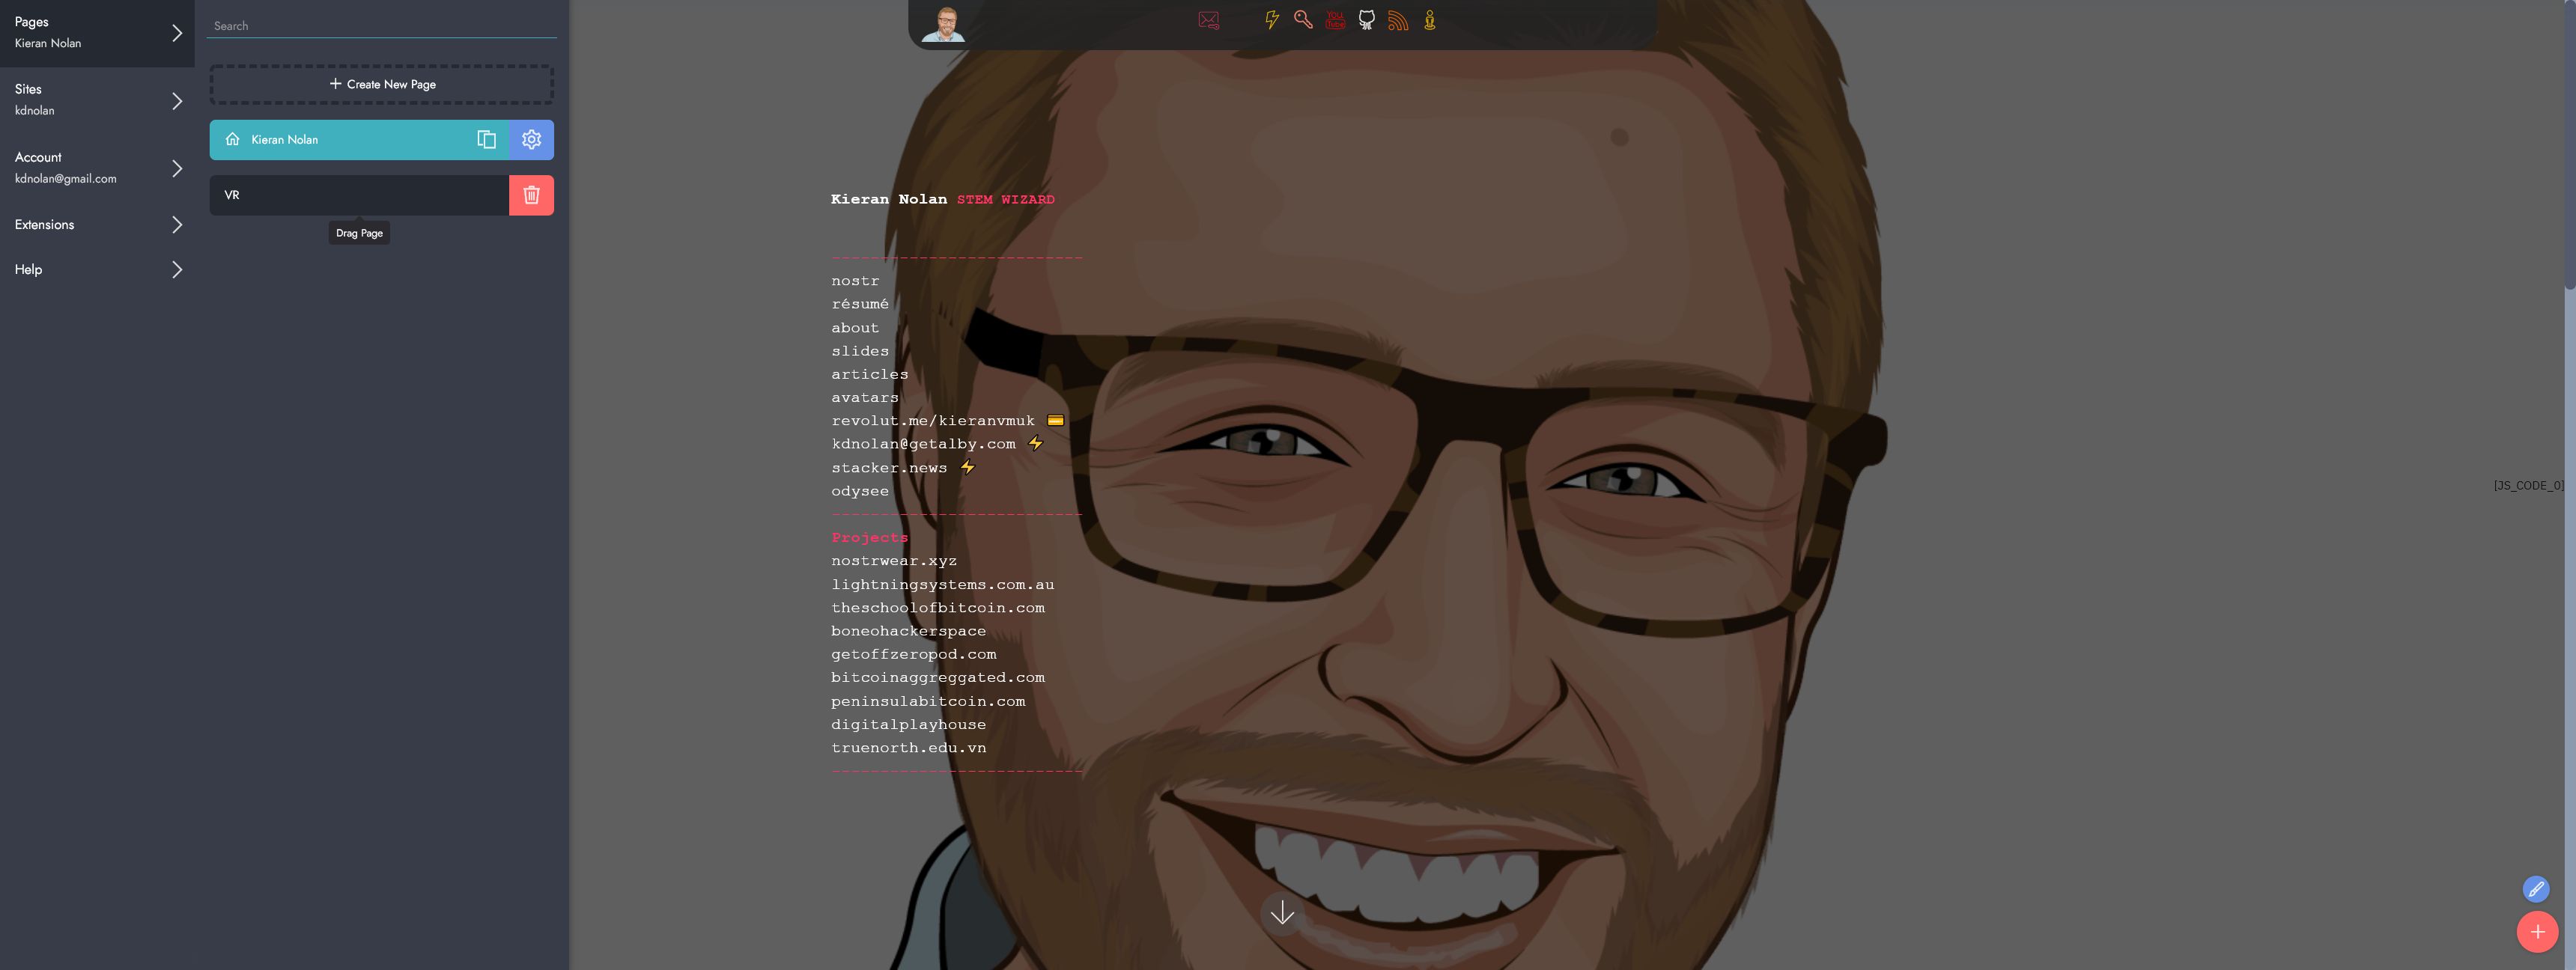 Pages
Kieran Nolan
Sites
kdnolan
Account
kdnolan@gmail.com
Extensions
Help
Search
Create New Page
Kieran Nolan
VR
Drag Page
You
Tube
Kieran Nolan STEM WIZARD
--------------------------
nostr
résumé
about
slides
articles
avatars
revolut.me/kieranvmuk 💳
kdnolan@getalby.com ⚡
stacker.news ⚡
odysee
--------------------------
Projects
nostrwear.xyz
lightningsystems.com.au
theschoolofbitcoin.com
boneohackerspace
getoffzeropod.com
bitcoinaggreggated.com
peninsulabitcoin.com
digitalplayhouse
truenorth.edu.vn
--------------------------
[JS_CODE_0]